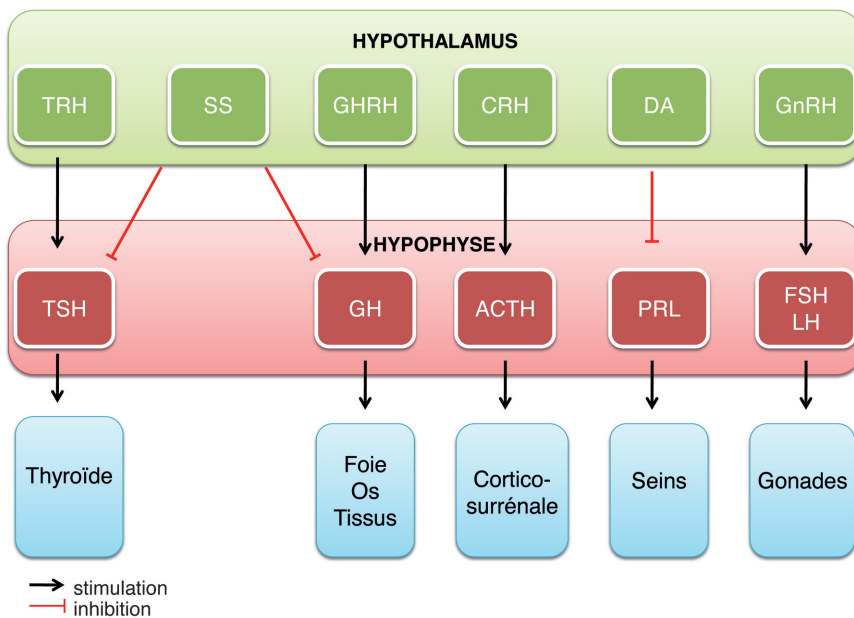 HYPOTHALAMUS
TRH
SS
GHRH
CRH
DA
GnRH
HYPOPHYSE
TSH
GH
ACTH
PRL
FSH
LH
Thyroïde
Foie
Os
Tissus
Cortico-
surrénale
Seins
Gonades
stimulation
inhibition